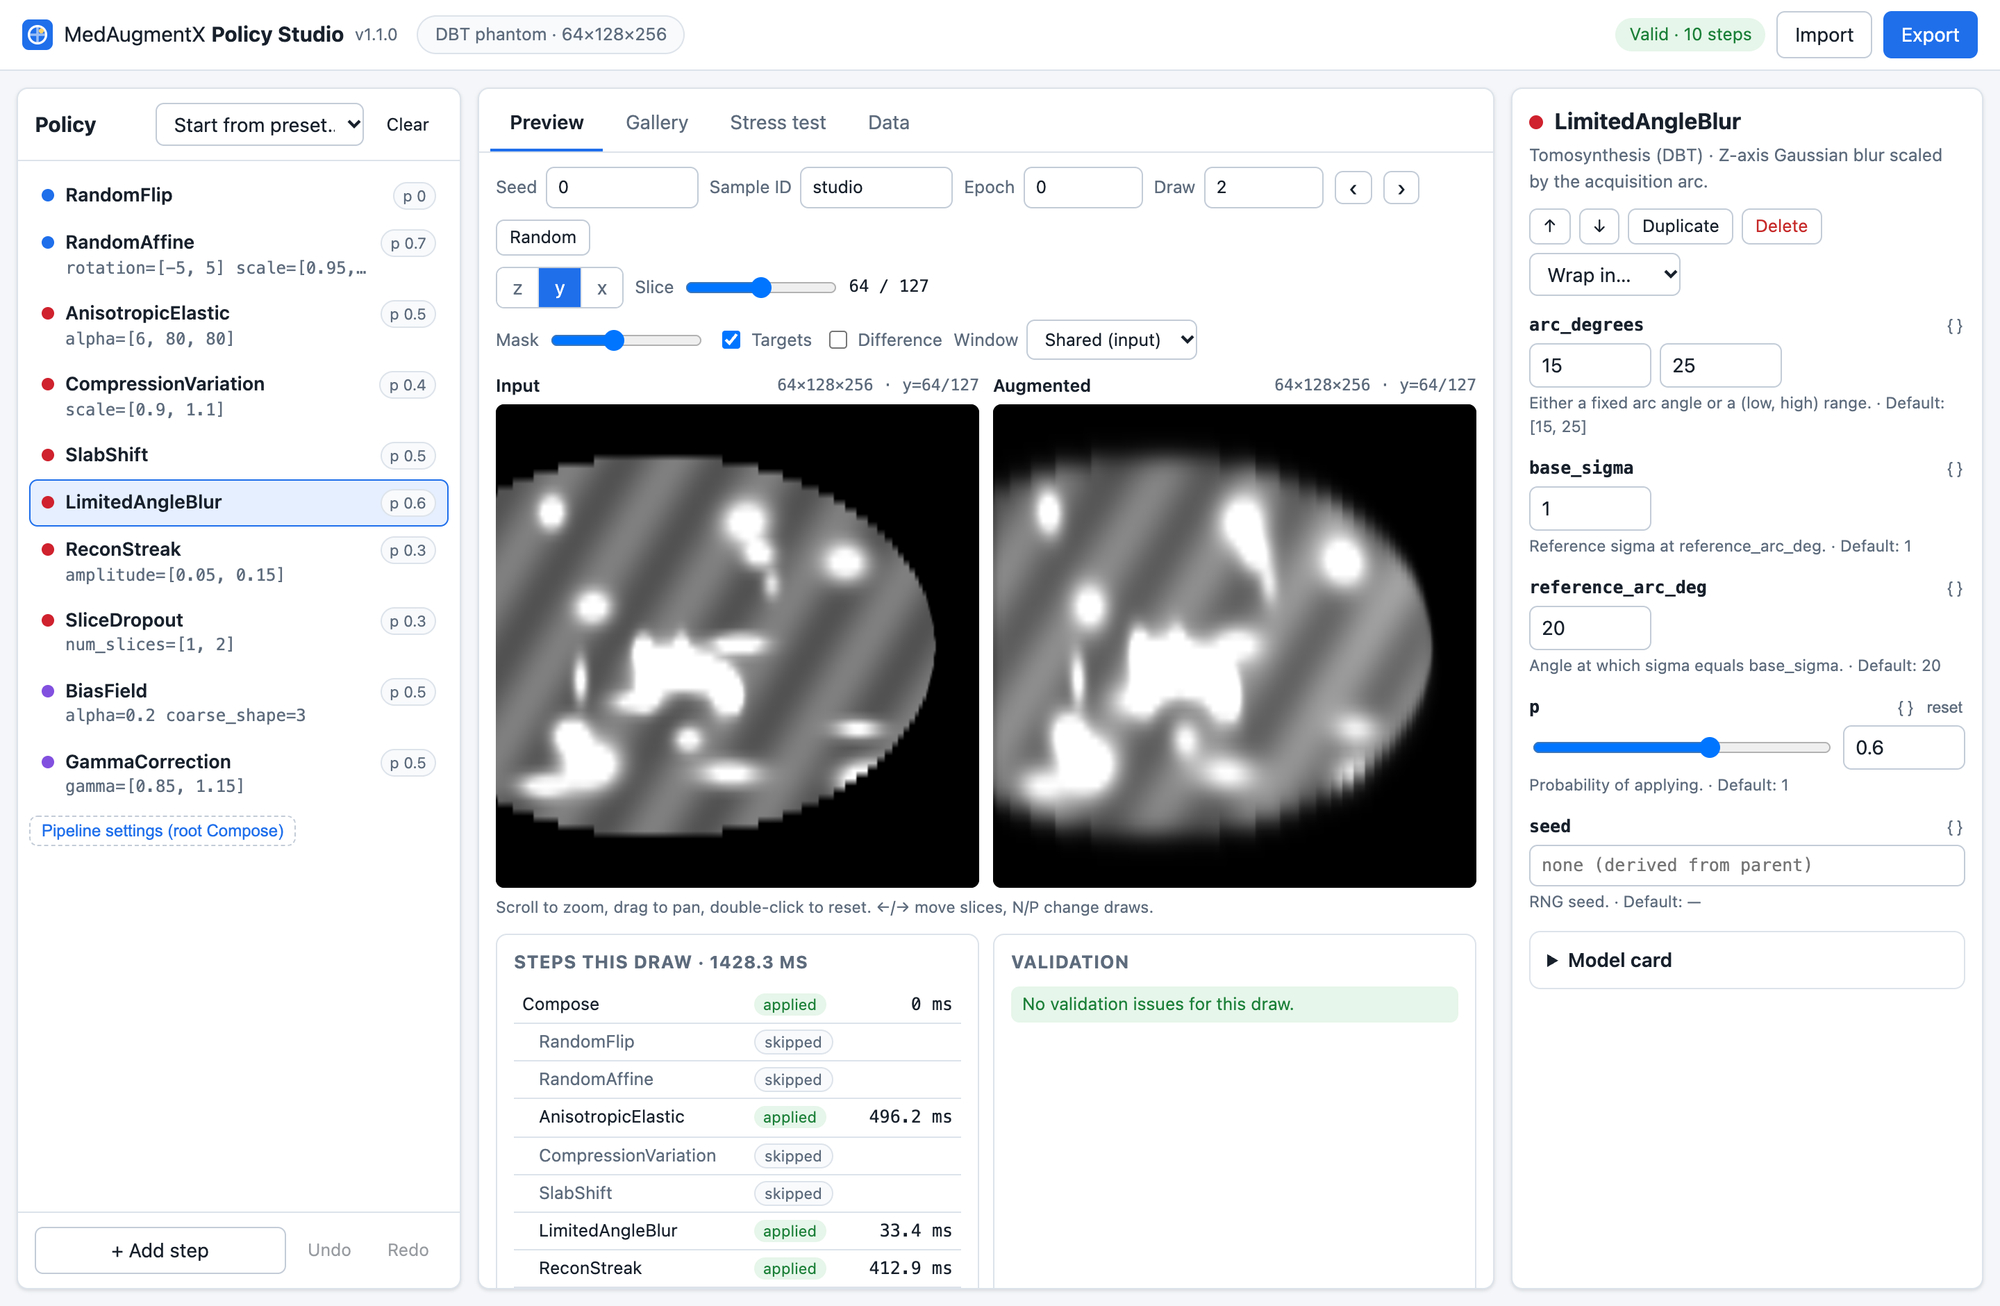 MedAugmentX Policy Studio v1.1.0 DBT phantom · 64×128×256 Valid · 10 steps Import Export
Policy Start from preset.. Clear
RandomFlip p 0
RandomAffine p 0.7
rotation=[-5, 5] scale=[0.95,…
AnisotropicElastic p 0.5
alpha=[6, 80, 80]
CompressionVariation p 0.4
scale=[0.9, 1.1]
SlabShift p 0.5
LimitedAngleBlur p 0.6
ReconStreak p 0.3
amplitude=[0.05, 0.15]
SliceDropout p 0.3
num_slices=[1, 2]
BiasField p 0.5
alpha=0.2 coarse_shape=3
GammaCorrection p 0.5
gamma=[0.85, 1.15]
Pipeline settings (root Compose)
+ Add step Undo Redo
Preview Gallery Stress test Data
Seed 0 Sample ID studio Epoch 0 Draw 2 ‹ ›
Random
z y x Slice 64 / 127
Mask Targets Difference Window Shared (input)
Input 64×128×256 · y=64/127 Augmented 64×128×256 · y=64/127
Scroll to zoom, drag to pan, double-click to reset. ←/→ move slices, N/P change draws.
STEPS THIS DRAW · 1428.3 MS
Compose applied 0 ms
RandomFlip skipped
RandomAffine skipped
AnisotropicElastic applied 496.2 ms
CompressionVariation skipped
SlabShift skipped
LimitedAngleBlur applied 33.4 ms
ReconStreak applied 412.9 ms
VALIDATION
No validation issues for this draw.
LimitedAngleBlur
Tomosynthesis (DBT) · Z-axis Gaussian blur scaled
by the acquisition arc.
↑ ↓ Duplicate Delete
Wrap in...
arc_degrees {}
15 25
Either a fixed arc angle or a (low, high) range. · Default:
[15, 25]
base_sigma {}
1
Reference sigma at reference_arc_deg. · Default: 1
reference_arc_deg {}
20
Angle at which sigma equals base_sigma. · Default: 20
p {} reset
0.6
Probability of applying. · Default: 1
seed {}
none (derived from parent)
RNG seed. · Default: —
▶ Model card